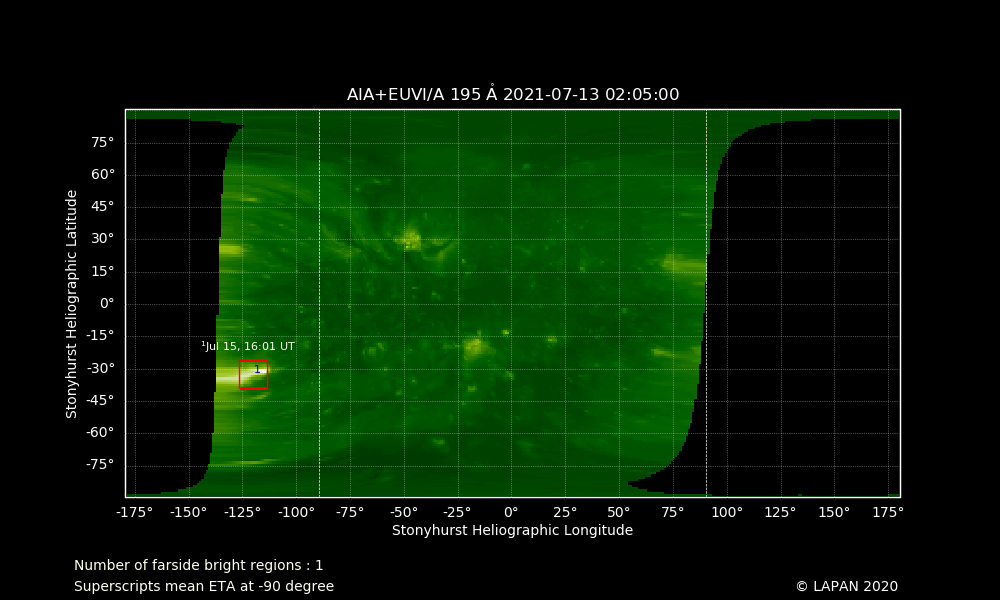 AIA+EUVI/A 195 Å 2021-07-13 02:05:00
Stonyhurst Heliographic Latitude
75°
60°
45°
30°
15°
0°
-15°
-30°
-45°
-60°
-75°
¹Jul 15, 16:01 UT
1
-175° -150° -125° -100° -75° -50° -25° 0° 25° 50° 75° 100° 125° 150° 175°
Stonyhurst Heliographic Longitude
Number of farside bright regions : 1
Superscripts mean ETA at -90 degree
© LAPAN 2020